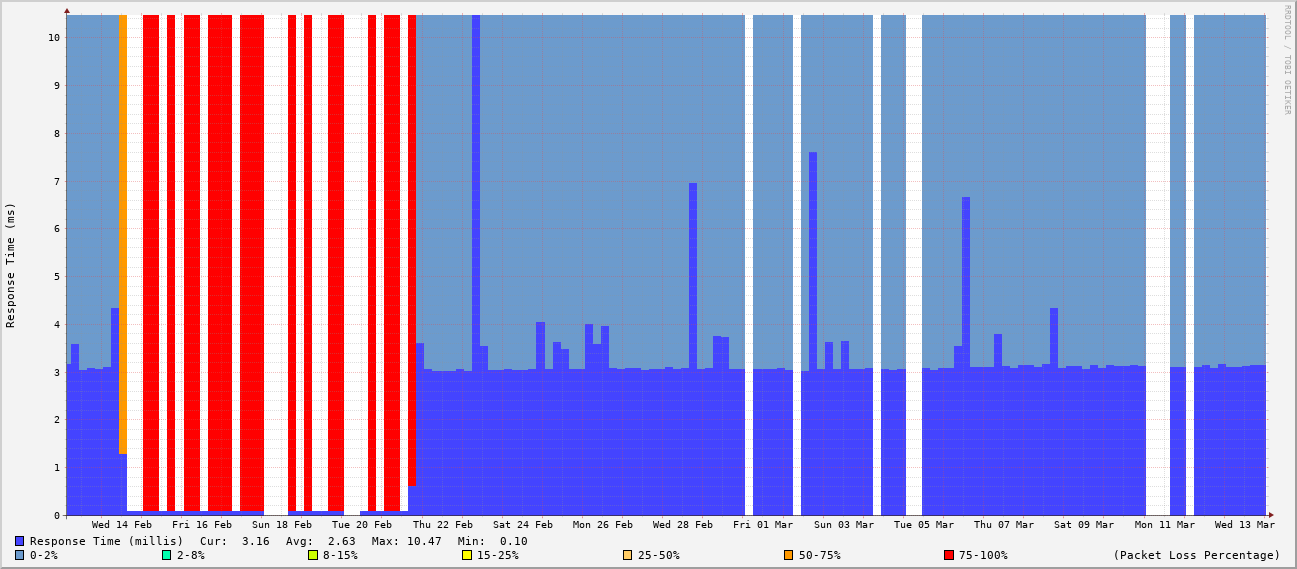 RRDTOOL / TOBI OETIKER
Response Time (ms)
10
9
8
7
6
5
4
3
2
1
0
Wed 14 Feb Fri 16 Feb Sun 18 Feb Tue 20 Feb Thu 22 Feb Sat 24 Feb Mon 26 Feb Wed 28 Feb Fri 01 Mar Sun 03 Mar Tue 05 Mar Thu 07 Mar Sat 09 Mar Mon 11 Mar Wed 13 Mar
Response Time (millis) Cur: 3.16 Avg: 2.63 Max: 10.47 Min: 0.10
0-2% 2-8% 8-15% 15-25% 25-50% 50-75% 75-100% (Packet Loss Percentage)